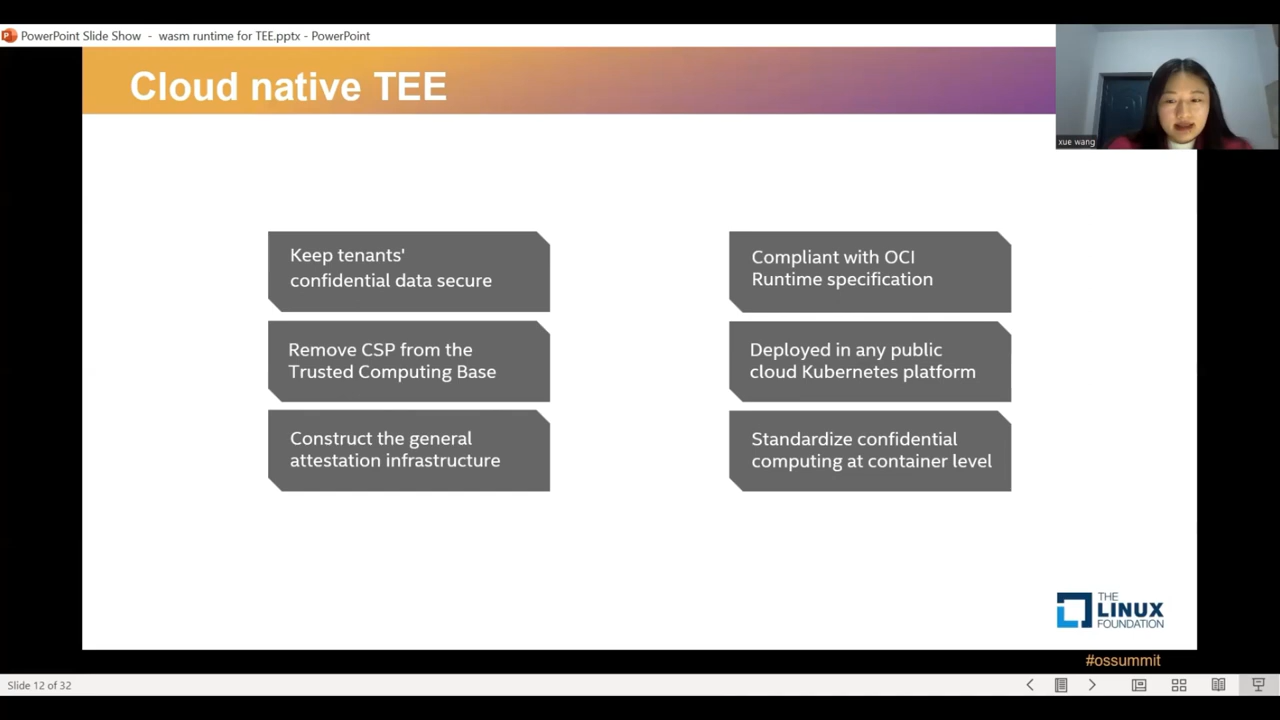 PowerPoint Slide Show - wasm runtime for TEE.pptx - PowerPoint
Cloud native TEE
xue wang
Keep tenants'
confidential data secure
Remove CSP from the
Trusted Computing Base
Construct the general
attestation infrastructure
Compliant with OCI
Runtime specification
Deployed in any public
cloud Kubernetes platform
Standardize confidential
computing at container level
THE
LINUX
FOUNDATION
#ossummit
Slide 12 of 32